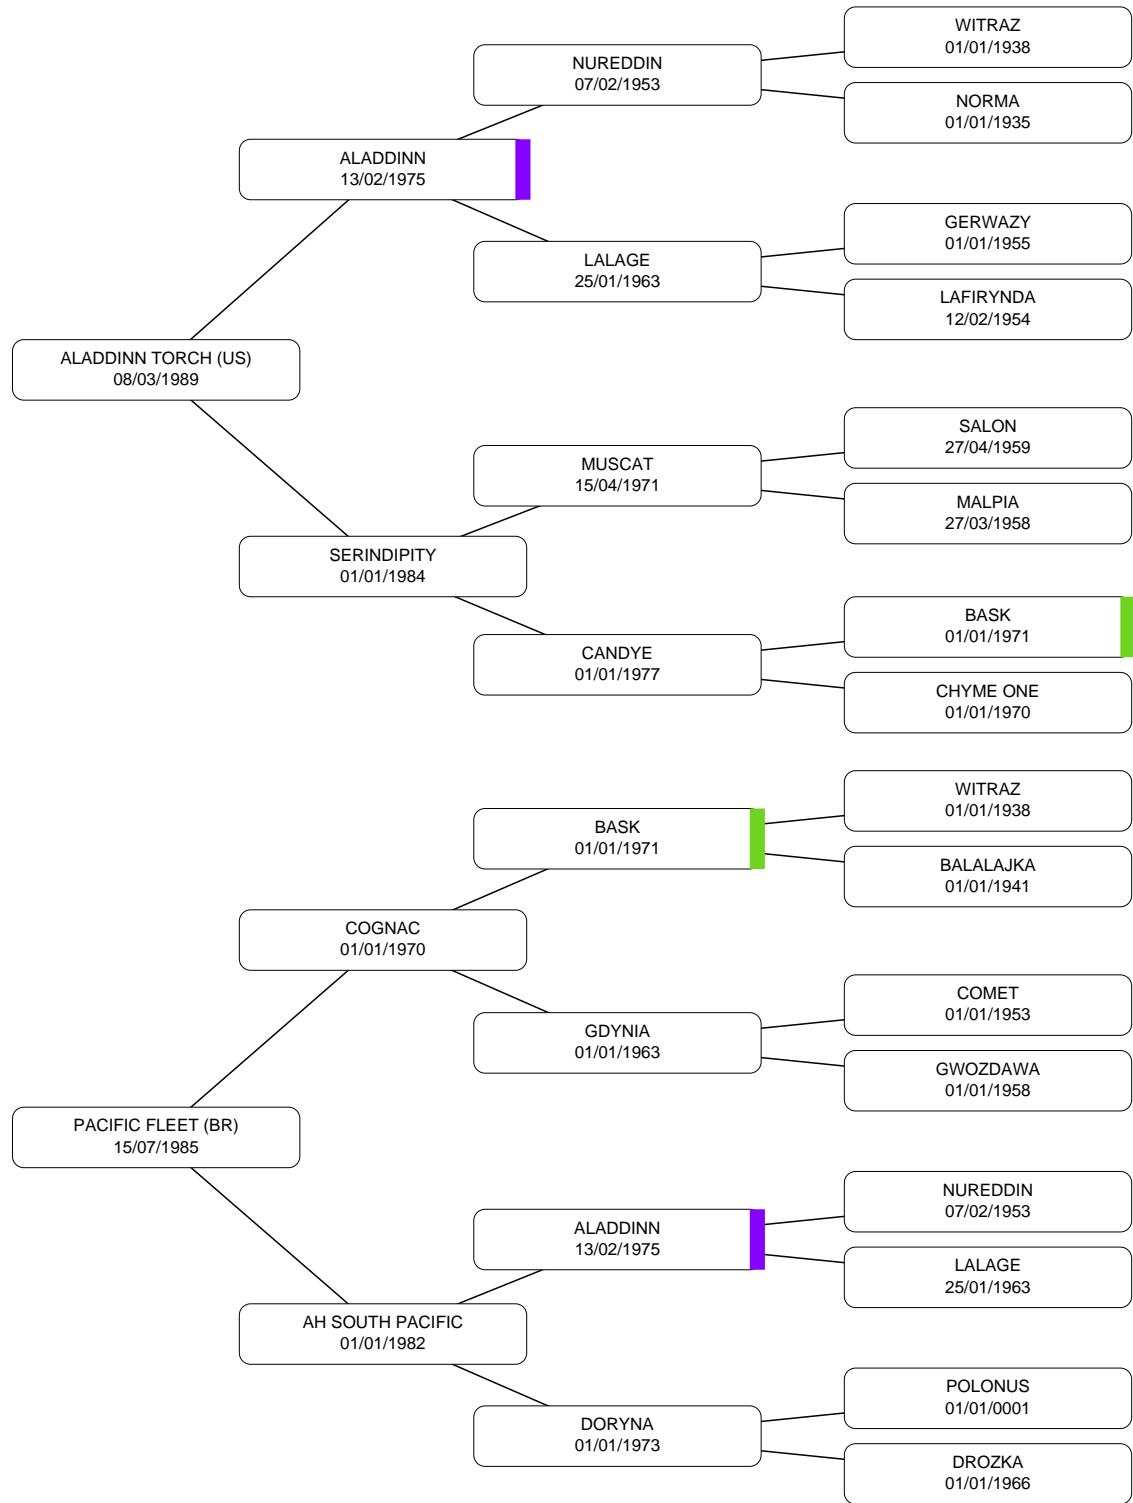 WITRAZ
01/01/1938
NUREDDIN
07/02/1953
NORMA
01/01/1935
ALADDINN
13/02/1975
GERWAZY
01/01/1955
LALAGE
25/01/1963
LAFIRYNDA
12/02/1954
ALADDINN TORCH (US)
08/03/1989
SALON
27/04/1959
MUSCAT
15/04/1971
MALPIA
27/03/1958
SERINDIPITY
01/01/1984
BASK
01/01/1971
CANDYE
01/01/1977
CHYME ONE
01/01/1970
WITRAZ
01/01/1938
BASK
01/01/1971
BALALAJKA
01/01/1941
COGNAC
01/01/1970
COMET
01/01/1953
GDYNIA
01/01/1963
GWOZDAWA
01/01/1958
PACIFIC FLEET (BR)
15/07/1985
NUREDDIN
07/02/1953
ALADDINN
13/02/1975
LALAGE
25/01/1963
AH SOUTH PACIFIC
01/01/1982
POLONUS
01/01/0001
DORYNA
01/01/1973
DROZKA
01/01/1966